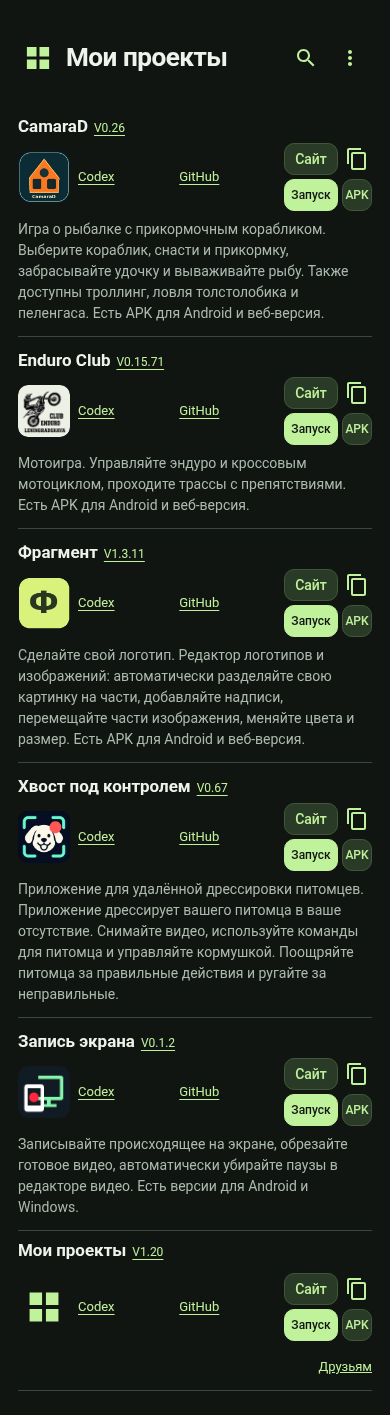 Мои проекты
CamaraD V0.26
CamaraD
Codex GitHub Сайт
Запуск APK
Игра о рыбалке с прикормочным корабликом.
Выберите кораблик, снасти и прикормку,
забрасывайте удочку и вываживайте рыбу. Также
доступны троллинг, ловля толстолобика и
пеленгаса. Есть APK для Android и веб-версия.
Enduro Club V0.15.71
CLUB
ENDURO
LENINGRADSKAYA
Codex GitHub Сайт
Запуск APK
Мотоигра. Управляйте эндуро и кроссовым
мотоциклом, проходите трассы с препятствиями.
Есть APK для Android и веб-версия.
Фрагмент V1.3.11
Ф
Codex GitHub Сайт
Запуск APK
Сделайте свой логотип. Редактор логотипов и
изображений: автоматически разделяйте свою
картинку на части, добавляйте надписи,
перемещайте части изображения, меняйте цвета и
размер. Есть APK для Android и веб-версия.
Хвост под контролем V0.67
Codex GitHub Сайт
Запуск APK
Приложение для удалённой дрессировки питомцев.
Приложение дрессирует вашего питомца в ваше
отсутствие. Снимайте видео, используйте команды
для питомца и управляйте кормушкой. Поощряйте
питомца за правильные действия и ругайте за
неправильные.
Запись экрана V0.1.2
Codex GitHub Сайт
Запуск APK
Записывайте происходящее на экране, обрезайте
готовое видео, автоматически убирайте паузы в
редакторе видео. Есть версии для Android и
Windows.
Мои проекты V1.20
Codex GitHub Сайт
Запуск APK
Друзьям